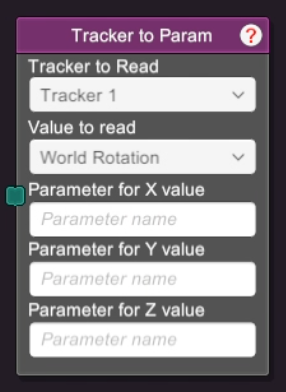 Tracker to Param ?
Tracker to Read
Tracker 1
Value to read
World Rotation
Parameter for X value
Parameter name
Parameter for Y value
Parameter name
Parameter for Z value
Parameter name